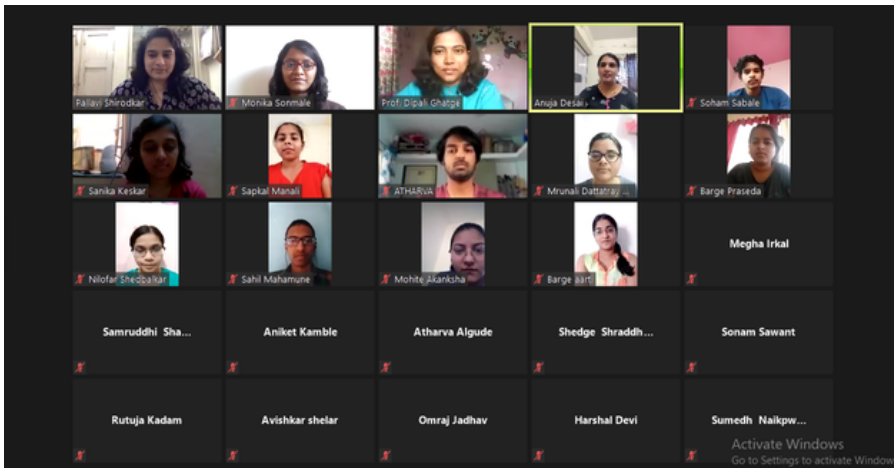 Pallavi Shirodkar
Monika Sonmale
Prof. Dipali Ghatge
Anuja Desai
Soham Sabale
Sanika Keskar
Sapkal Manali
ATHARVA
Mrunali Dattatray ...
Barge Praseda
Nilofar Shedbalkar
Sahil Mahamune
Mohite Akanksha
Barge aarti
Megha Irkal
Samruddhi Sha...
Aniket Kamble
Atharva Algude
Shedge Shraddh...
Sonam Sawant
Rutuja Kadam
Avishkar shelar
Omraj Jadhav
Harshal Devi
Sumedh Naikpw...
Activate Windows
Go to Settings to activate Window